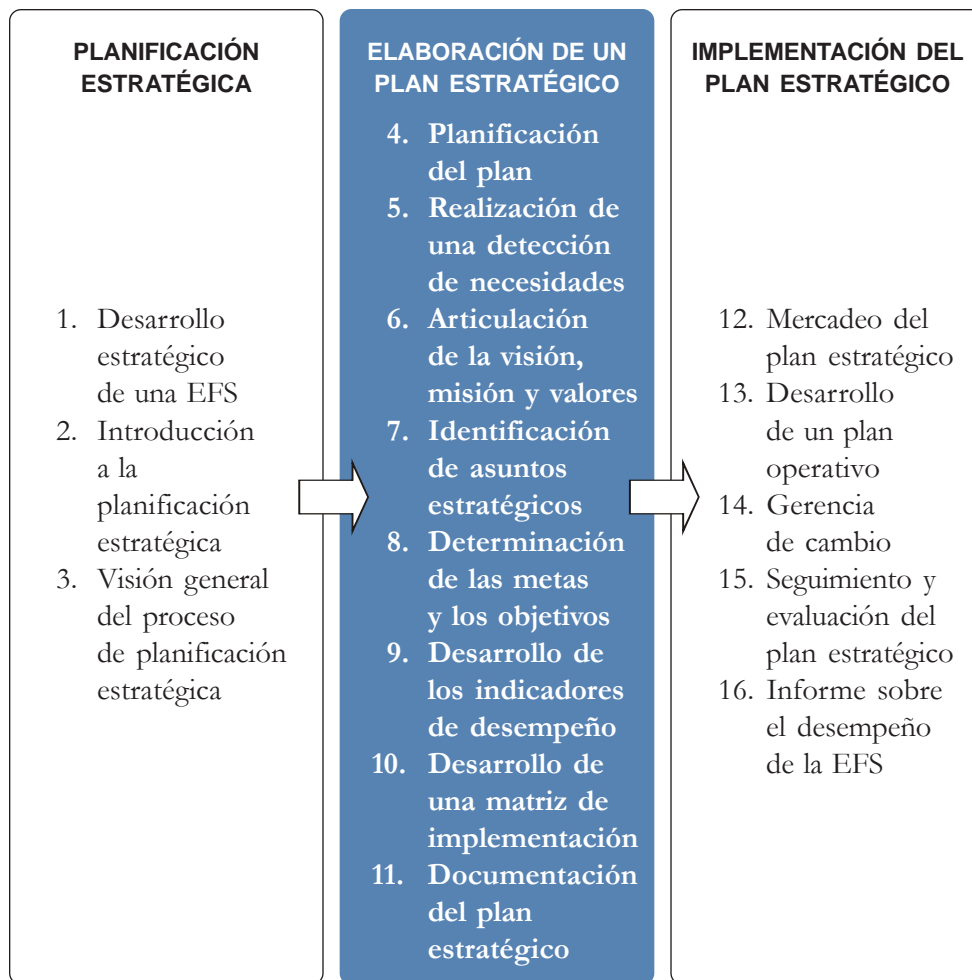 PLANIFICACIÓN
ESTRATÉGICA
1. Desarrollo
estratégico
de una EFS
2. Introducción
a la
planificación
estratégica
3. Visión general
del proceso
de planificación
estratégica
ELABORACIÓN DE UN
PLAN ESTRATÉGICO
4. Planificación
del plan
5. Realización de
una detección
de necesidades
6. Articulación
de la visión,
misión y valores
7. Identificación
de asuntos
estratégicos
8. Determinación
de las metas
y los objetivos
9. Desarrollo de
los indicadores
de desempeño
10. Desarrollo de
una matriz de
implementación
11. Documentación
del plan
estratégico
IMPLEMENTACIÓN DEL
PLAN ESTRATÉGICO
12. Mercadeo del
plan estratégico
13. Desarrollo
de un plan
operativo
14. Gerencia
de cambio
15. Seguimiento y
evaluación del
plan estratégico
16. Informe sobre
el desempeño
de la EFS